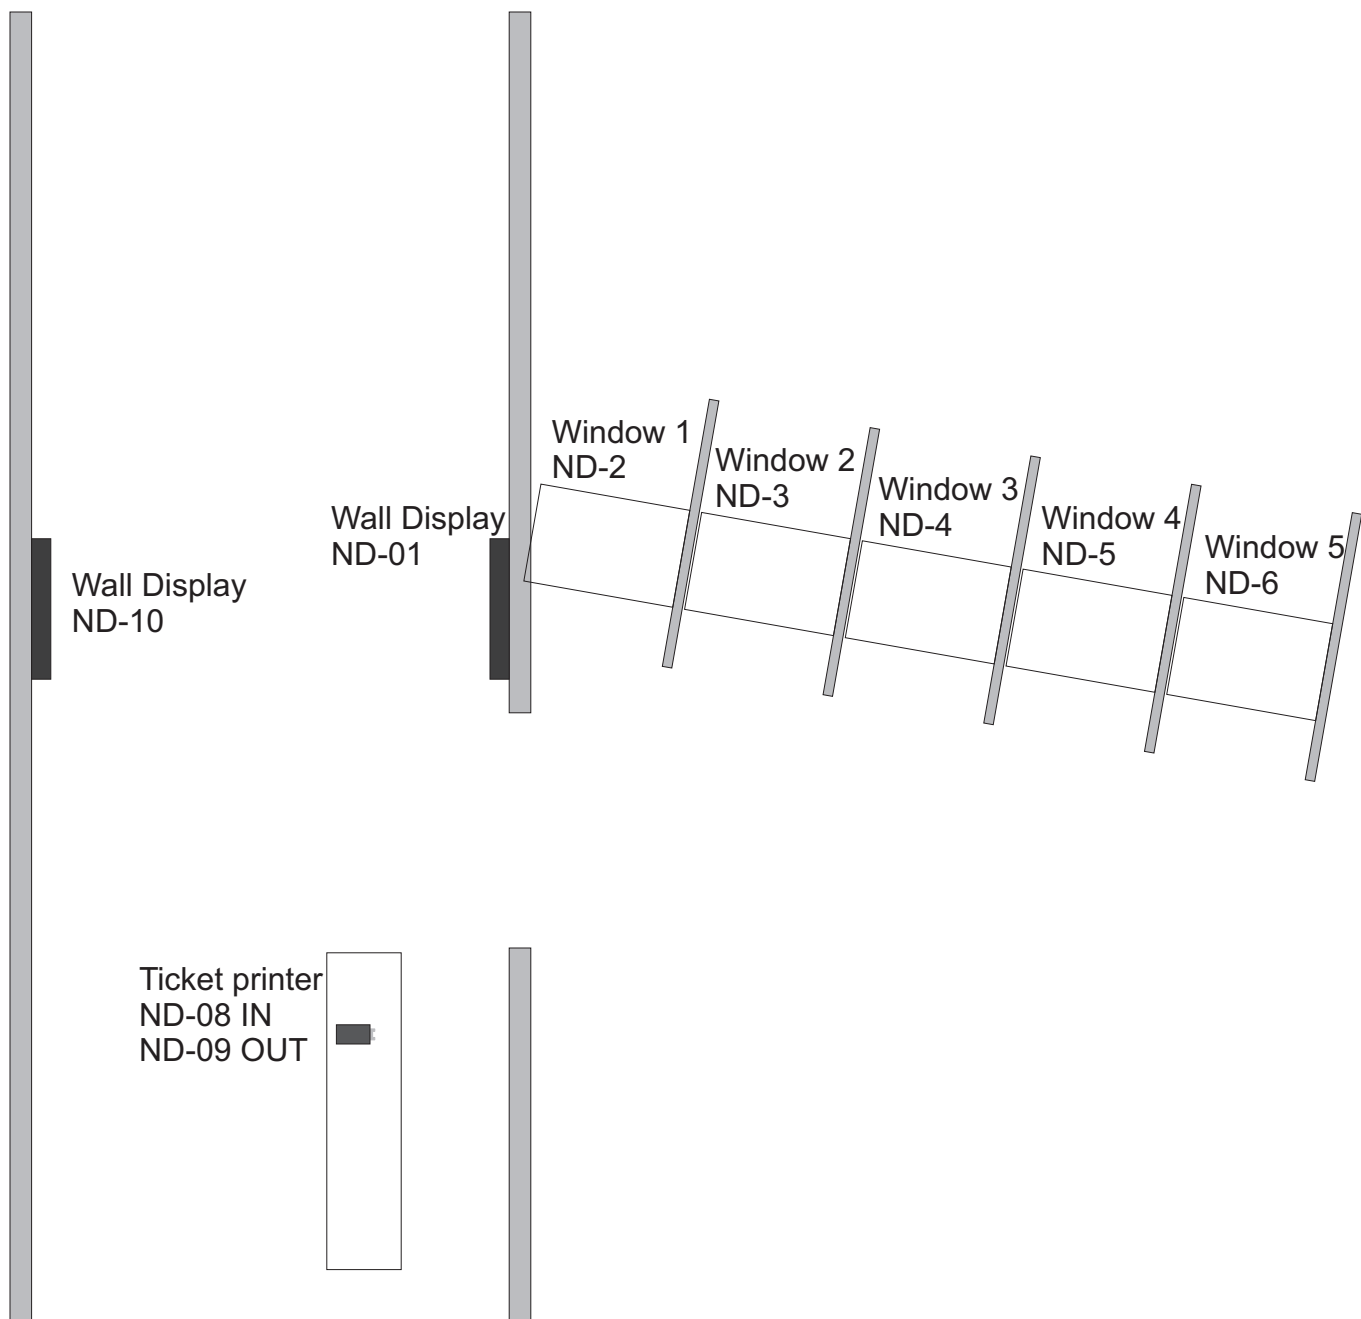 Window 1
ND-2
Window 2
ND-3
Window 3
ND-4
Window 4
ND-5
Window 5
ND-6
Wall Display
ND-01
Wall Display
ND-10
Ticket printer
ND-08 IN
ND-09 OUT